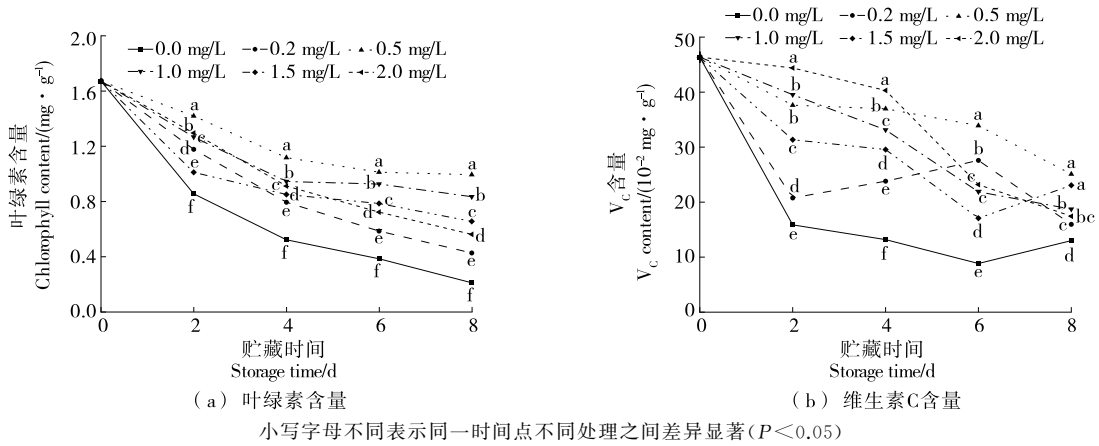 0.0 mg/L 0.2 mg/L 0.5 mg/L
1.0 mg/L 1.5 mg/L 2.0 mg/L
叶绿素含量
Chlorophyll content/(mg·g⁻¹)
2.0
1.6
1.2
0.8
0.4
0.0
a
b
c
d
e
f
a
b
c
d
e
f
a
b
c
d
e
f
a
b
c
d
e
f
0 2 4 6 8
贮藏时间
Storage time/d
(a) 叶绿素含量
0.0 mg/L 0.2 mg/L 0.5 mg/L
1.0 mg/L 1.5 mg/L 2.0 mg/L
V_C含量
V_C content/(10⁻² mg·g⁻¹)
50
40
30
20
10
0
a
b
b
c
d
e
a
b
c
d
e
f
a
b
c
c
d
e
a
a
b
bc
c
d
0 2 4 6 8
贮藏时间
Storage time/d
(b) 维生素C含量
小写字母不同表示同一时间点不同处理之间差异显著(P<0.05)